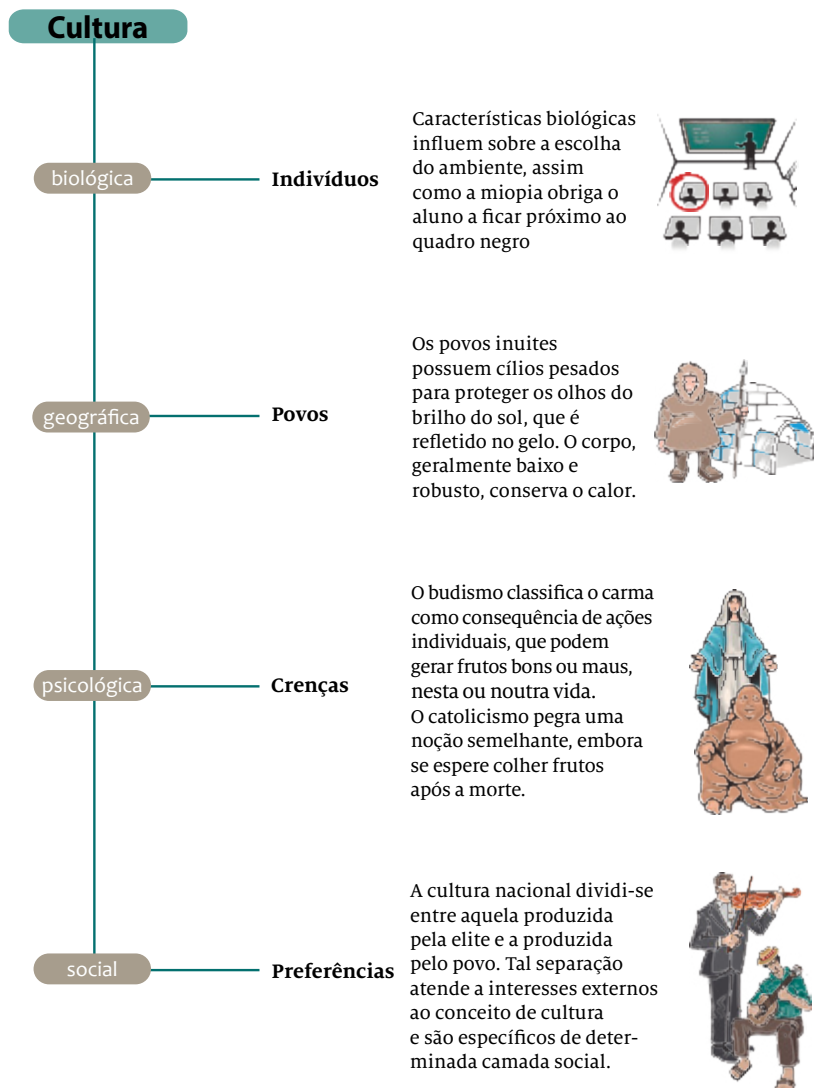 Cultura
biológica
Indivíduos
Características biológicas
influem sobre a escolha
do ambiente, assim
como a miopia obriga o
aluno a ficar próximo ao
quadro negro
geográfica
Povos
Os povos inuites
possuem cílios pesados
para proteger os olhos do
brilho do sol, que é
refletido no gelo. O corpo,
geralmente baixo e
robusto, conserva o calor.
psicológica
Crenças
O budismo classifica o carma
como consequência de ações
individuais, que podem
gerar frutos bons ou maus,
nesta ou noutra vida.
O catolicismo pegra uma
noção semelhante, embora
se espere colher frutos
após a morte.
social
Preferências
A cultura nacional dividi-se
entre aquela produzida
pela elite e a produzida
pelo povo. Tal separação
atende a interesses externos
ao conceito de cultura
e são específicos de deter-
minada camada social.